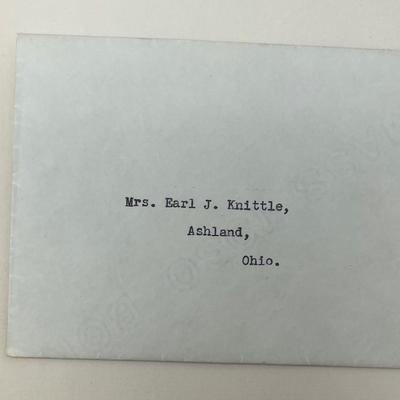 Mrs. Earl J. Knittle,
Ashland,
Ohio.